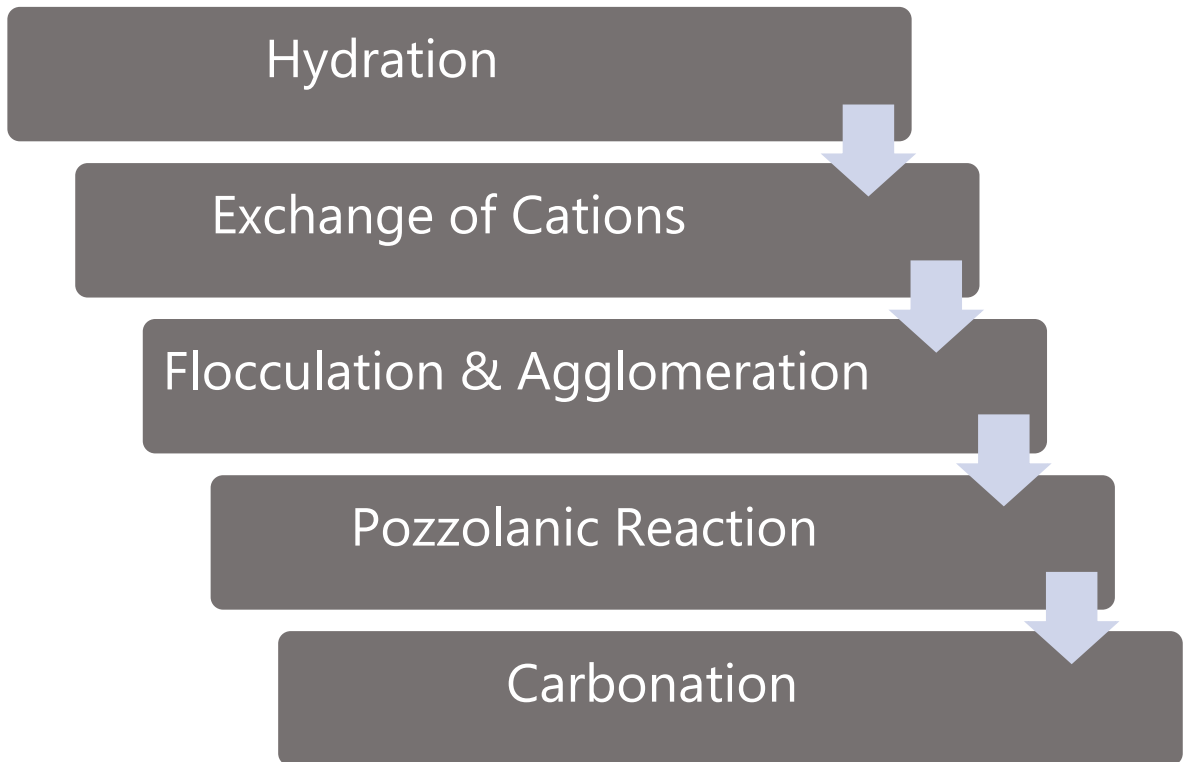 Hydration
Exchange of Cations
Flocculation & Agglomeration
Pozzolanic Reaction
Carbonation